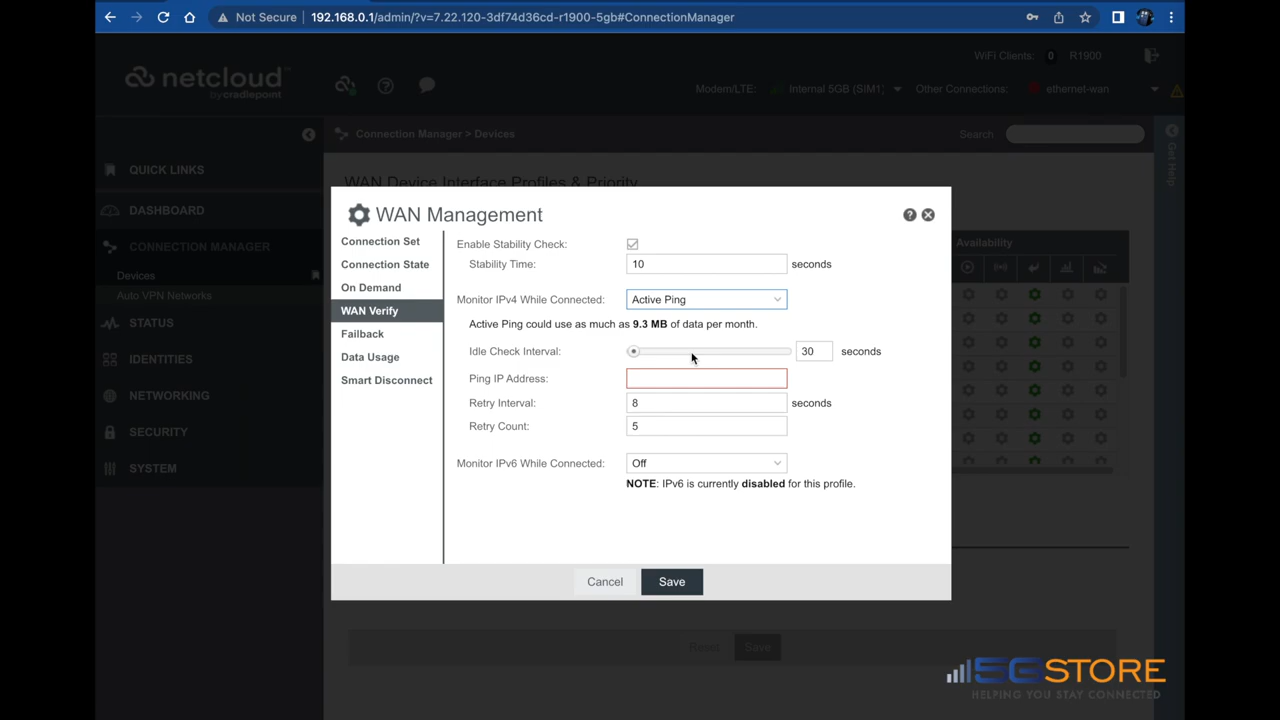 Not Secure 192.168.0.1/admin/?v=7.22.120-3df74d36cd-r1900-5gb#ConnectionManager
WiFi Clients: 0 R1900
netcloud™
by cradlepoint
Modem/LTE: Internal 5GB (SIM1) Other Connections: ethernet-wan
Connection Manager > Devices
Search
Get Help
QUICK LINKS
DASHBOARD
CONNECTION MANAGER
Devices
Auto VPN Networks
STATUS
IDENTITIES
NETWORKING
SECURITY
SYSTEM
WAN Device Interface Profiles & Priority
Availability
WAN Management
Connection Set
Connection State
On Demand
WAN Verify
Failback
Data Usage
Smart Disconnect
Enable Stability Check:
Stability Time: 10 seconds
Monitor IPv4 While Connected: Active Ping
Active Ping could use as much as 9.3 MB of data per month.
Idle Check Interval: 30 seconds
Ping IP Address:
Retry Interval: 8 seconds
Retry Count: 5
Monitor IPv6 While Connected: Off
NOTE: IPv6 is currently disabled for this profile.
Cancel Save
Reset Save
5GSTORE
HELPING YOU STAY CONNECTED